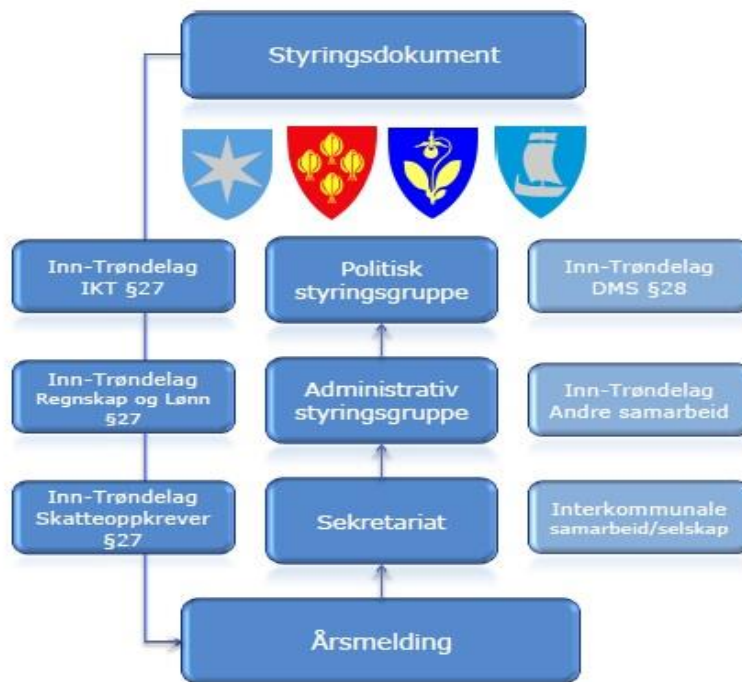 Styringsdokument
Inn-Trøndelag
IKT §27
Politisk
styringsgruppe
Inn-Trøndelag
DMS §28
Inn-Trøndelag
Regnskap og Lønn
§27
Administrativ
styringsgruppe
Inn-Trøndelag
Andre samarbeid
Inn-Trøndelag
Skatteoppkrever
§27
Sekretariat
Interkommunale
samarbeid/selskap
Årsmelding